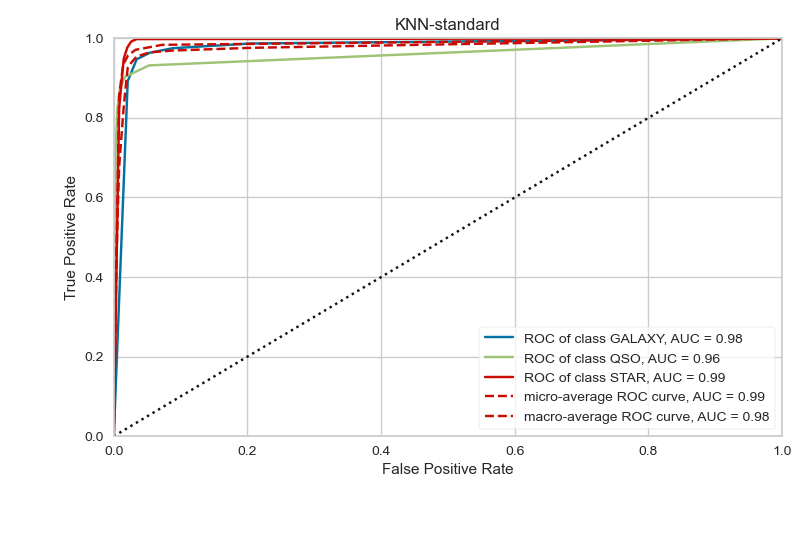 KNN-standard
1.0
0.8
0.6
0.4
0.2
0.0
True Positive Rate
ROC of class GALAXY, AUC = 0.98
ROC of class QSO, AUC = 0.96
ROC of class STAR, AUC = 0.99
micro-average ROC curve, AUC = 0.99
macro-average ROC curve, AUC = 0.98
0.0 0.2 0.4 0.6 0.8 1.0
False Positive Rate